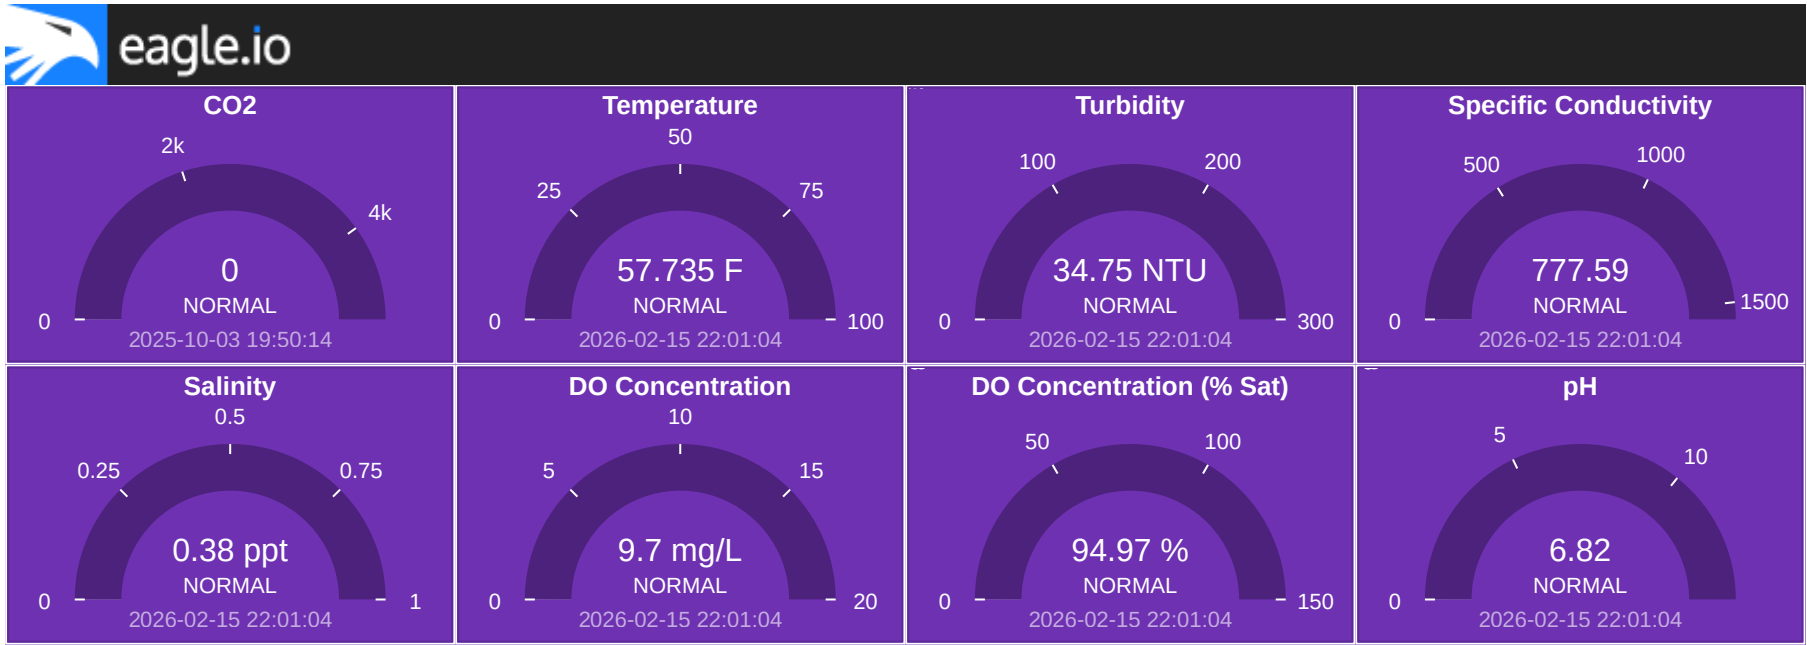 eagle.io
CO2
2k
4k
0
0
NORMAL
2025-10-03 19:50:14
Temperature
50
25
75
57.735 F
NORMAL
0
100
2026-02-15 22:01:04
Turbidity
100
200
34.75 NTU
NORMAL
0
300
2026-02-15 22:01:04
Specific Conductivity
500
1000
777.59
NORMAL
1500
0
2026-02-15 22:01:04
Salinity
0.5
0.25
0.75
0.38 ppt
NORMAL
0
1
2026-02-15 22:01:04
DO Concentration
10
5
15
9.7 mg/L
NORMAL
0
20
2026-02-15 22:01:04
DO Concentration (% Sat)
50
100
94.97 %
NORMAL
0
150
2026-02-15 22:01:04
pH
5
10
6.82
NORMAL
0
2026-02-15 22:01:04